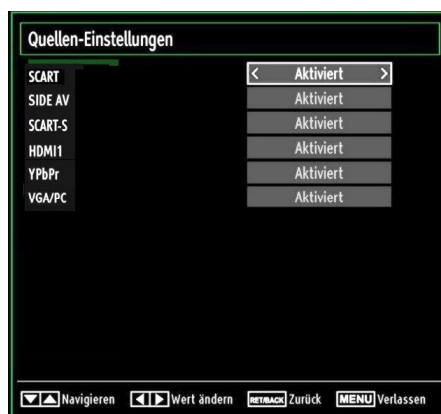 Quellen-Einstellungen
SCART < Aktiviert >
SIDE AV Aktiviert
SCART-S Aktiviert
HDMI1 Aktiviert
YPbPr Aktiviert
VGA/PC Aktiviert
Navigieren Wert ändern RET/BACK Zurück MENU Verlassen